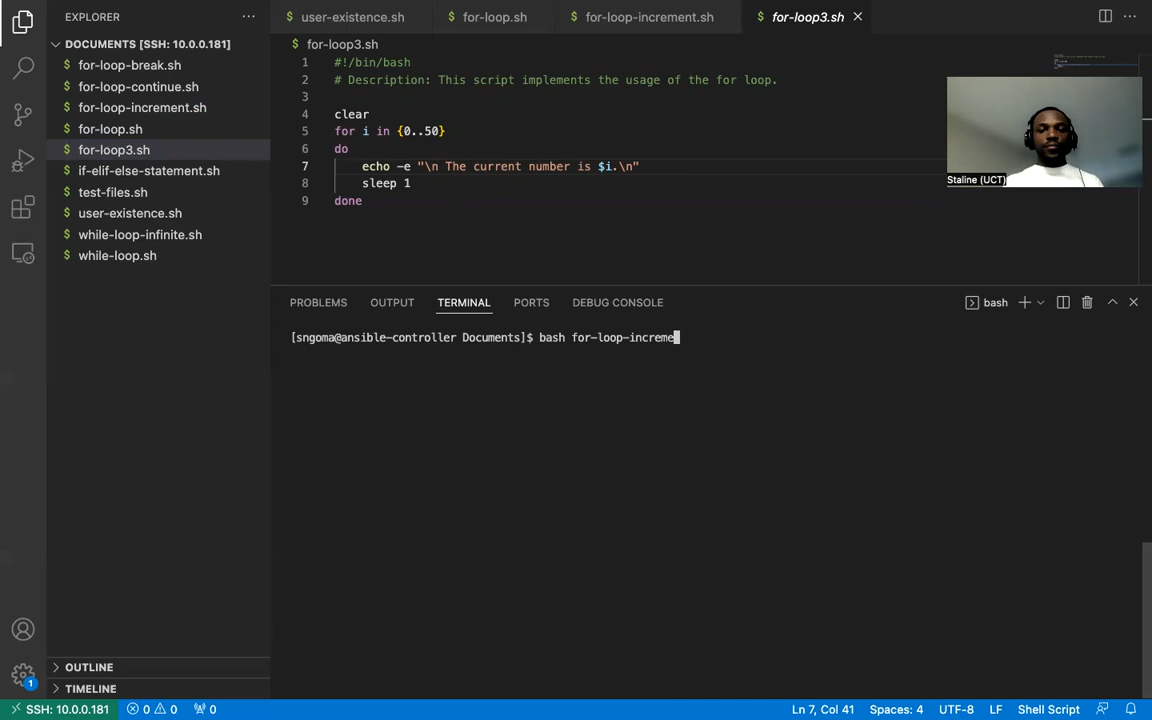 EXPLORER
user-existence.sh
for-loop.sh
for-loop-increment.sh
for-loop3.sh
DOCUMENTS [SSH: 10.0.0.181]
for-loop-break.sh
for-loop-continue.sh
for-loop-increment.sh
for-loop.sh
for-loop3.sh
if-elif-else-statement.sh
test-files.sh
user-existence.sh
while-loop-infinite.sh
while-loop.sh
for-loop3.sh
1 #!/bin/bash
2 # Description: This script implements the usage of the for loop.
3
4 clear
5 for i in {0..50}
6 do
7 echo -e "\n The current number is $i.\n"
8 sleep 1
9 done
Staline (UCT)
PROBLEMS OUTPUT TERMINAL PORTS DEBUG CONSOLE
bash
[sngoma@ansible-controller Documents]$ bash for-loop-increme
OUTLINE
TIMELINE
1
SSH: 10.0.0.181 0 0 0 Ln 7, Col 41 Spaces: 4 UTF-8 LF Shell Script